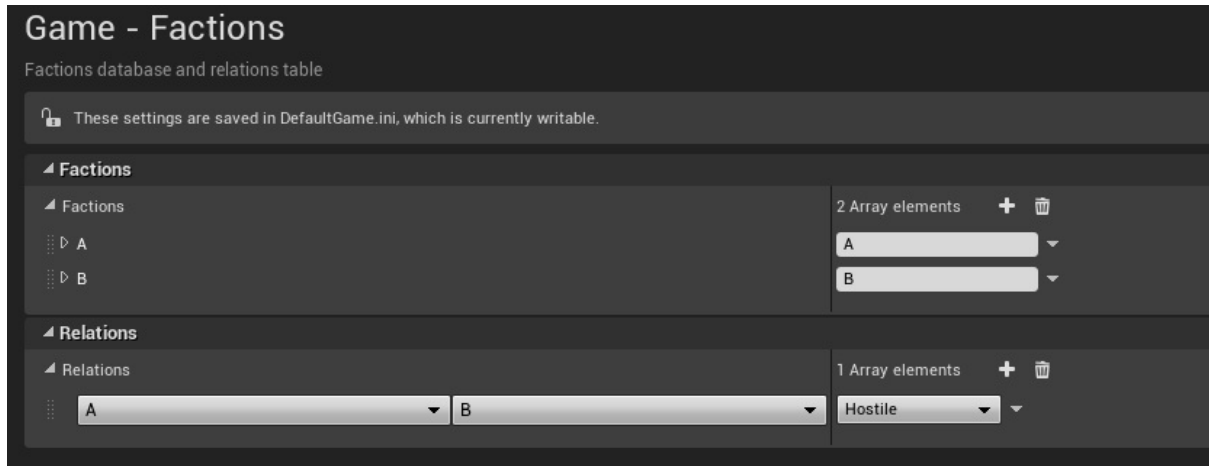 Game - Factions
Factions database and relations table
These settings are saved in DefaultGame.ini, which is currently writable.
Factions
Factions 2 Array elements
A A
B B
Relations
Relations 1 Array elements
A B Hostile